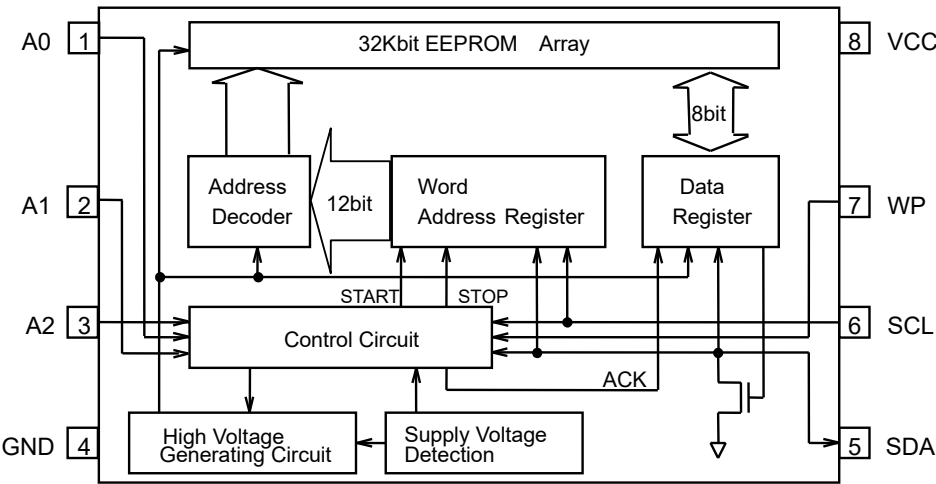 A0 1
32Kbit EEPROM Array
8 VCC
8bit
A1 2
Address
Decoder
12bit
Word
Address Register
Data
Register
7 WP
START
STOP
A2 3
Control Circuit
6 SCL
ACK
GND 4
High Voltage
Generating Circuit
Supply Voltage
Detection
5 SDA